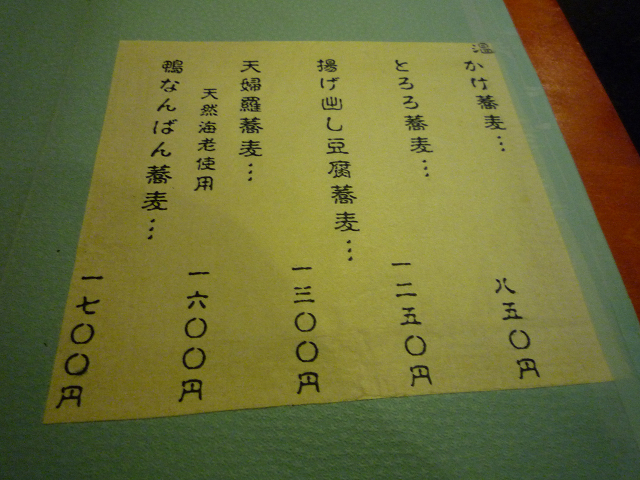 温
かけ蕎麦… 八五〇円
とろろ蕎麦… 一二五〇円
揚げ出し豆腐蕎麦… 一三〇〇円
天婦羅蕎麦… 一六〇〇円
天然海老使用
鴨なんばん蕎麦… 一七〇〇円